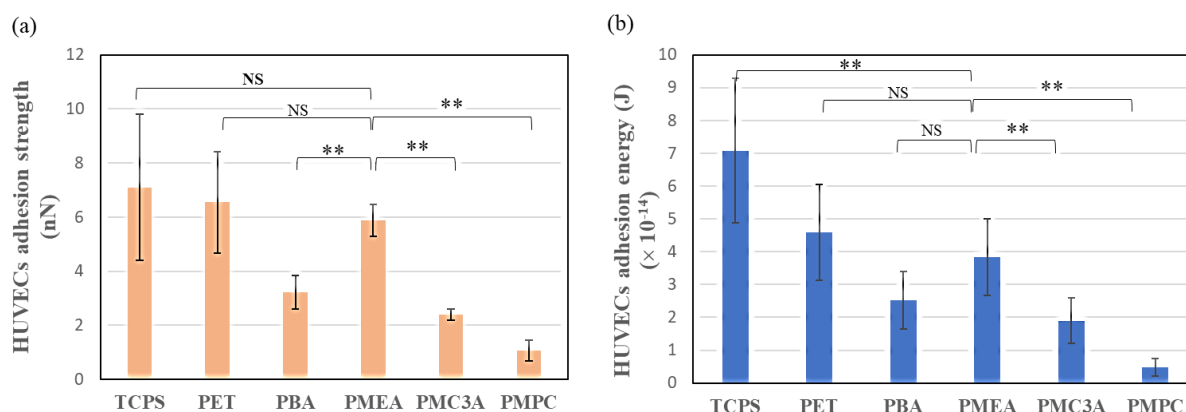 (a)
HUVECs adhesion strength
(nN)
12
10
8
6
4
2
0
NS
NS
**
**
**
TCPS PET PBA PMEA PMC3A PMPC
(b)
HUVECs adhesion energy (J)
(× 10⁻¹⁴)
10
9
8
7
6
5
4
3
2
1
0
**
NS
**
NS
**
TCPS PET PBA PMEA PMC3A PMPC